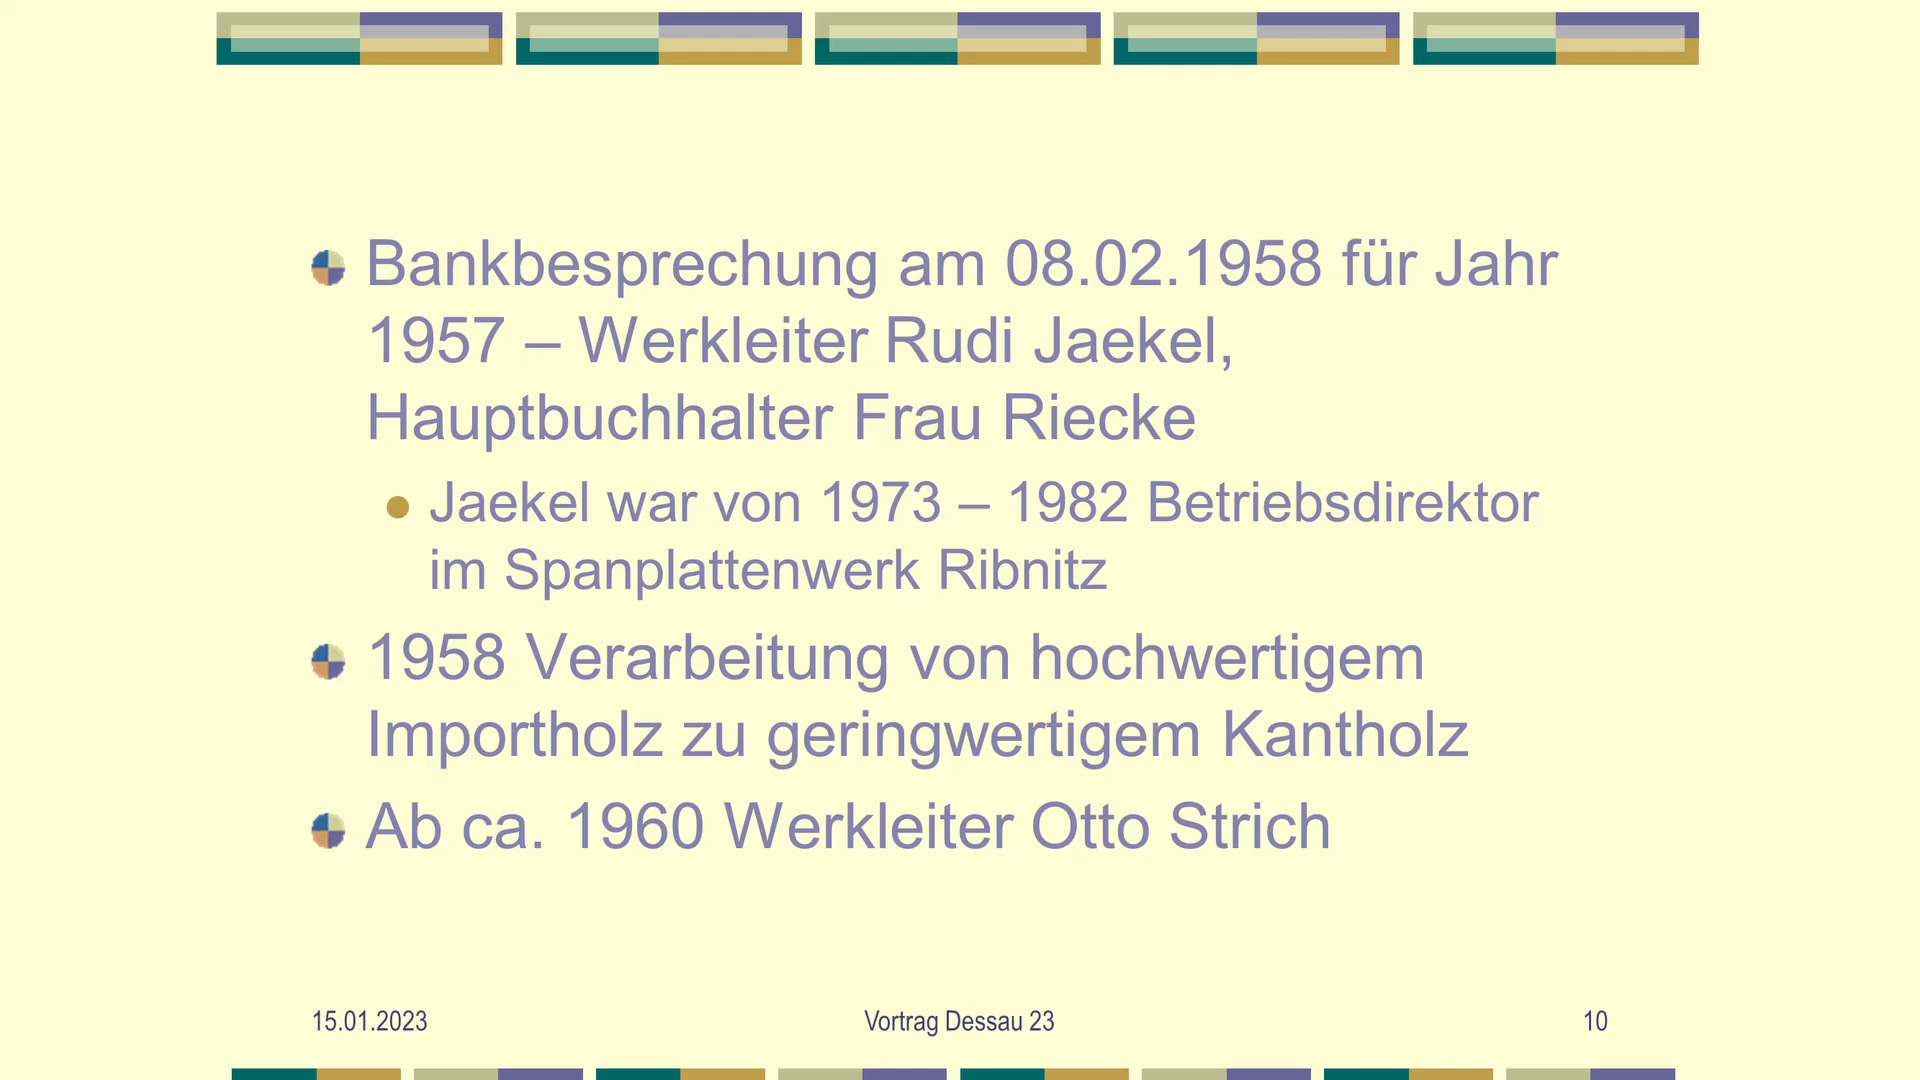 Bankbesprechung am 08.02.1958 für Jahr
1957 – Werkleiter Rudi Jaekel,
Hauptbuchhalter Frau Riecke
Jaekel war von 1973 – 1982 Betriebsdirektor
im Spanplattenwerk Ribnitz
1958 Verarbeitung von hochwertigem
Importholz zu geringwertigem Kantholz
Ab ca. 1960 Werkleiter Otto Strich
15.01.2023
Vortrag Dessau 23
10